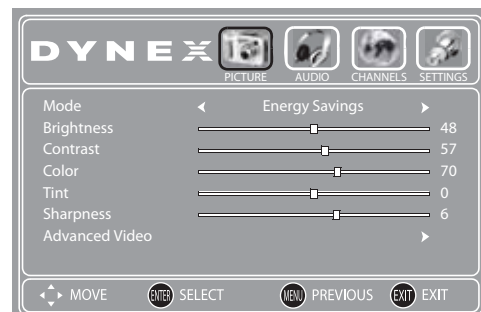 DYNEX
PICTURE AUDIO CHANNELS SETTINGS
Mode Energy Savings
Brightness 48
Contrast 57
Color 70
Tint 0
Sharpness 6
Advanced Video
MOVE ENTER SELECT MENU PREVIOUS EXIT EXIT